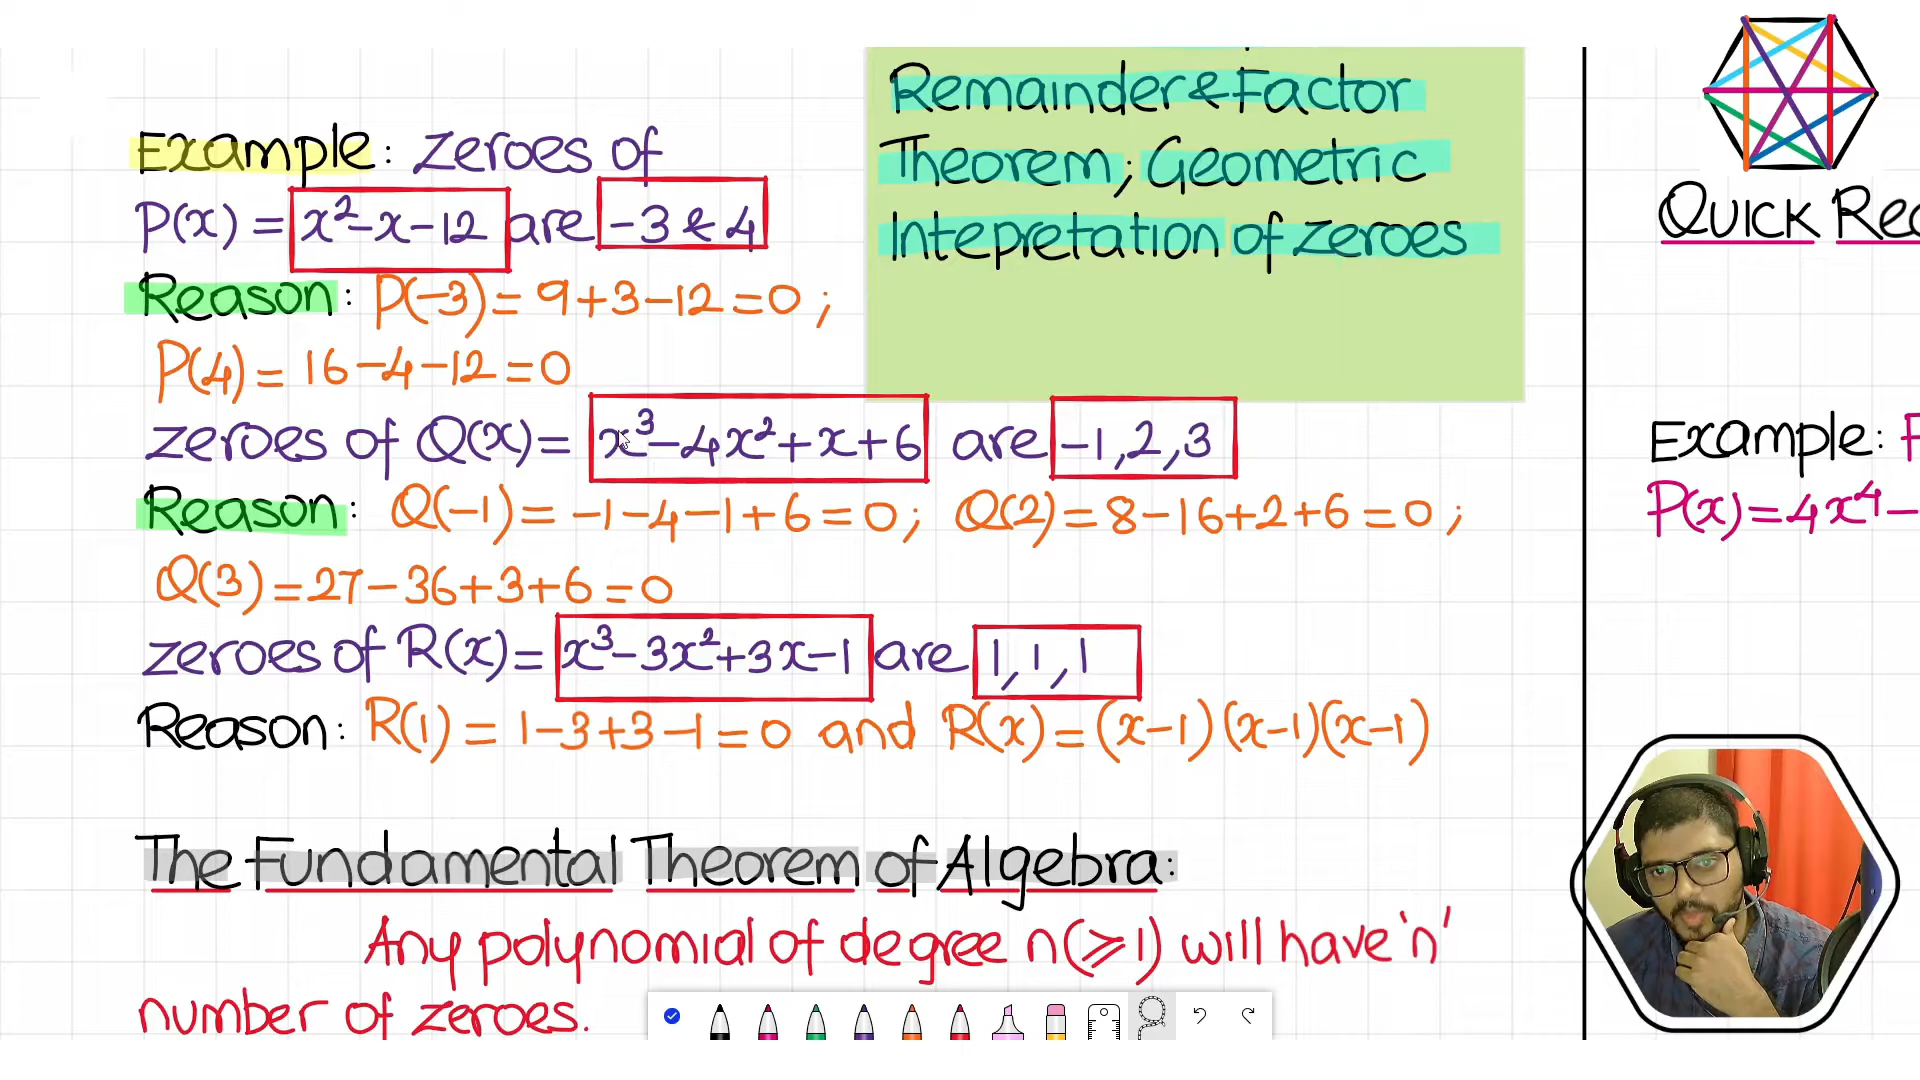 Remainder & Factor
Theorem; Geometric
Intepretation of zeroes
Example: zeroes of
P(x) = x²-x-12 are -3 & 4
Reason: P(-3) = 9+3-12=0 ;
P(4) = 16-4-12=0
zeroes of Q(x) = x³-4x²+x+6 are -1,2,3
Reason: Q(-1) = -1-4-1+6=0; Q(2)=8-16+2+6=0;
Q(3)=27-36+3+6=0
zeroes of R(x)= x³-3x²+3x-1 are 1,1,1
Reason: R(1) = 1-3+3-1=0 and R(x)=(x-1)(x-1)(x-1)
The Fundamental Theorem of Algebra:
Any polynomial of degree n(≥1) will have 'n'
number of zeroes.
QUICK
Example:
P(x)=4x⁴-